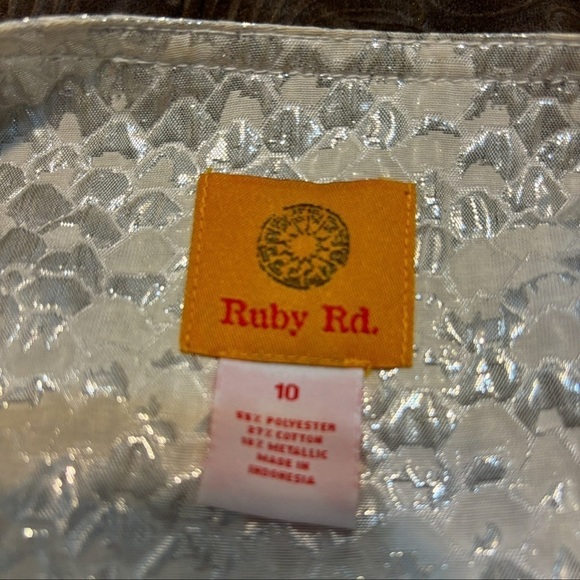 Ruby Rd.
10
POLYESTER
COTTON
METALLIC
MADE IN
INDONESIA